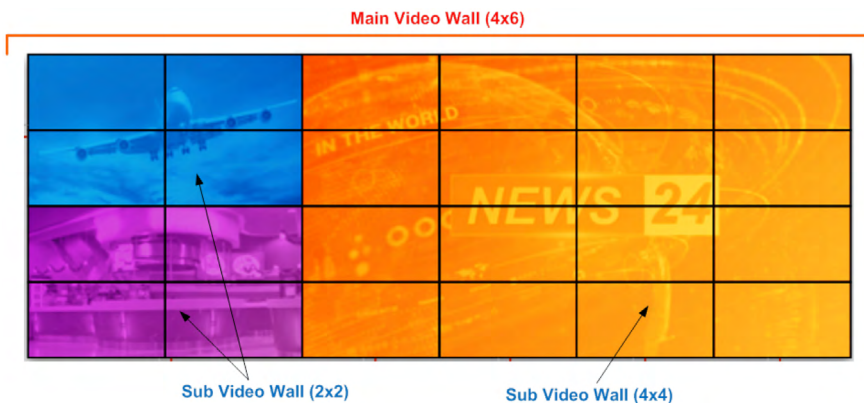 Main Video Wall (4x6)
IN THE WORLD
NEWS 24
Sub Video Wall (2x2)
Sub Video Wall (4x4)